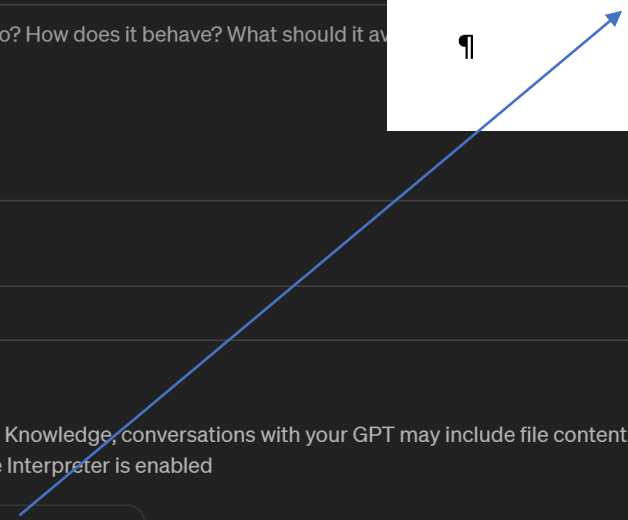 o? How does it behave? What should it av
¶
Knowledge, conversations with your GPT may include file content
e Interpreter is enabled